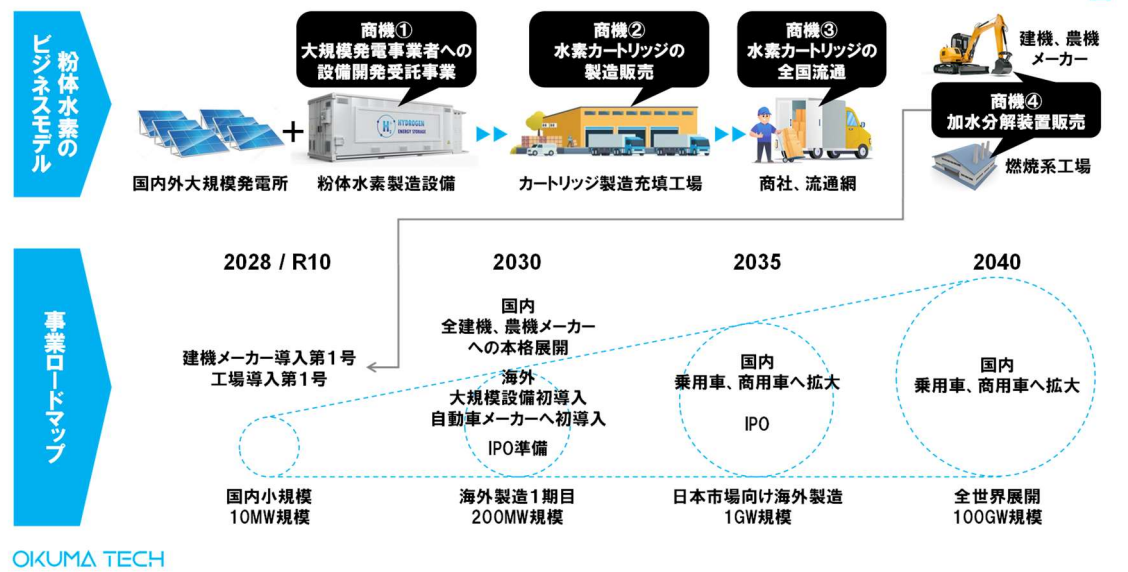 粉体水素の
ビジネスモデル
商機①
大規模発電事業者への
設備開発受託事業
商機②
水素カートリッジの
製造販売
商機③
水素カートリッジの
全国流通
建機、農機
メーカー
商機④
加水分解装置販売
HYDROGEN
ENERGY STORAGE
国内外大規模発電所
粉体水素製造設備
カートリッジ製造充填工場
商社、流通網
燃焼系工場
事業ロードマップ
2028 / R10
2030
2035
2040
建機メーカー導入第1号
工場導入第1号
国内
全建機、農機メーカー
への本格展開
海外
大規模設備初導入
自動車メーカーへ初導入
IPO準備
国内
乗用車、商用車へ拡大
IPO
国内
乗用車、商用車へ拡大
国内小規模
10MW規模
海外製造1期目
200MW規模
日本市場向け海外製造
1GW規模
全世界展開
100GW規模
OKUMA TECH